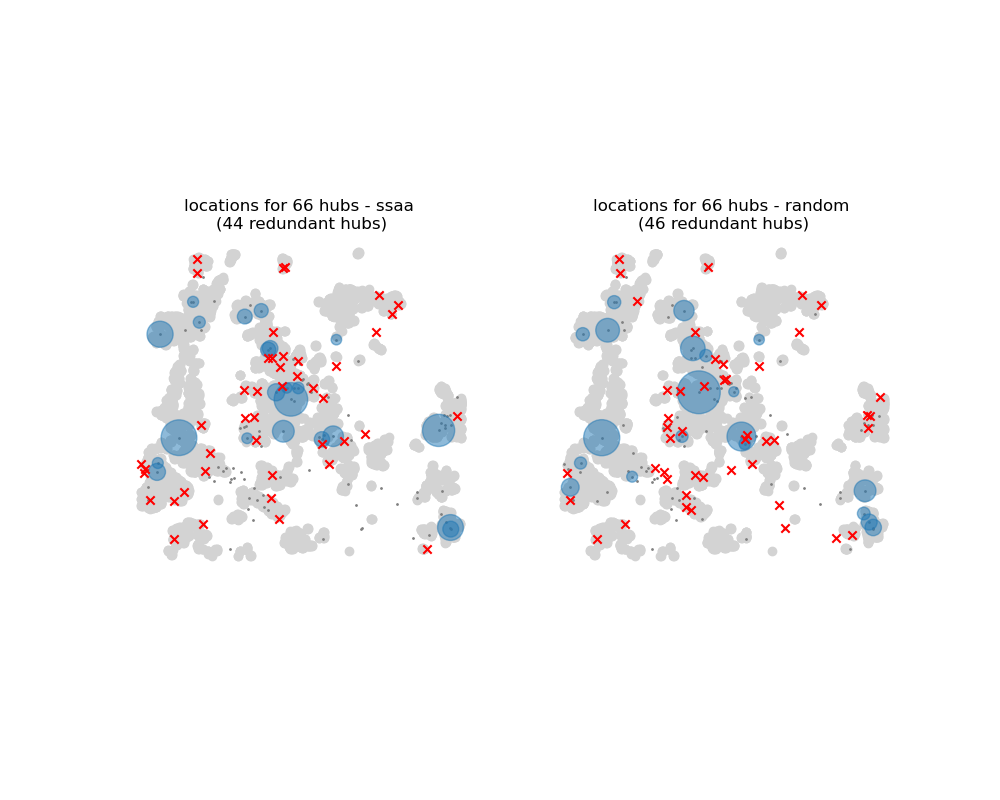 locations for 66 hubs - ssaa
(44 redundant hubs)
locations for 66 hubs - random
(46 redundant hubs)